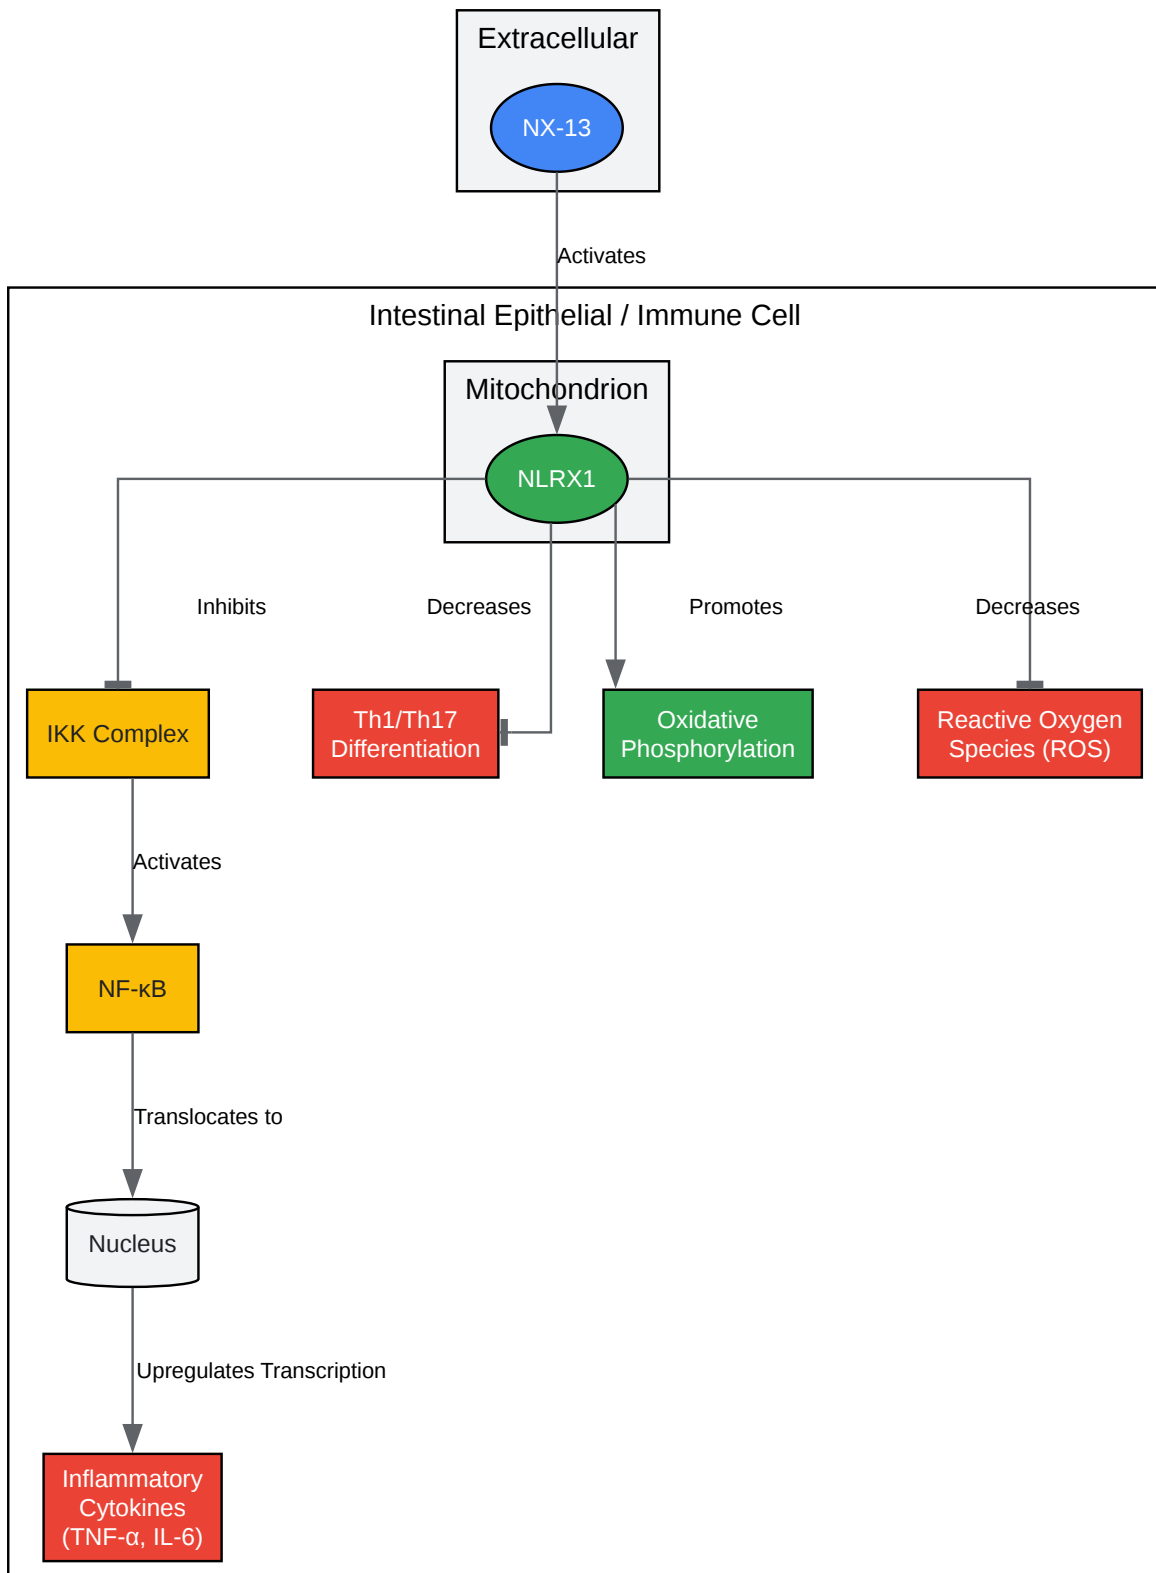 Extracellular
NX-13
Activates
Intestinal Epithelial / Immune Cell
Mitochondrion
NLRX1
Inhibits
Decreases
Promotes
Decreases
IKK Complex
Th1/Th17
Differentiation
Oxidative
Phosphorylation
Reactive Oxygen
Species (ROS)
Activates
NF-κB
Translocates to
Nucleus
Upregulates Transcription
Inflammatory
Cytokines
(TNF-α, IL-6)